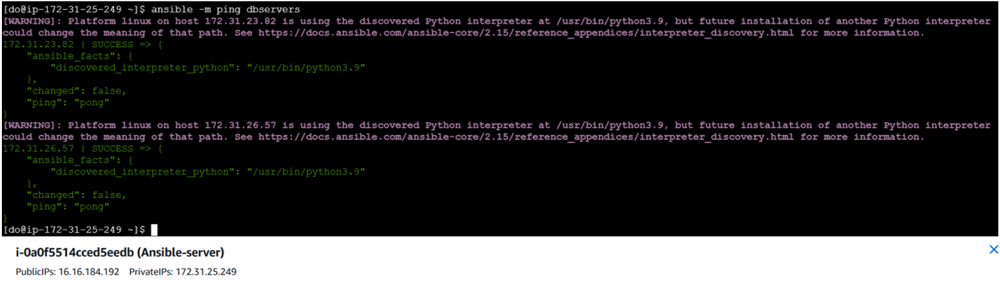 [do@ip-172-31-25-249 ~]$ ansible -m ping dbservers
[WARNING]: Platform linux on host 172.31.23.82 is using the discovered Python interpreter at /usr/bin/python3.9, but future installation of another Python interpreter
could change the meaning of that path. See https://docs.ansible.com/ansible-core/2.15/reference_appendices/interpreter_discovery.html for more information.
172.31.23.82 | SUCCESS => {
    "ansible_facts": {
        "discovered_interpreter_python": "/usr/bin/python3.9"
    },
    "changed": false,
    "ping": "pong"
}
[WARNING]: Platform linux on host 172.31.26.57 is using the discovered Python interpreter at /usr/bin/python3.9, but future installation of another Python interpreter
could change the meaning of that path. See https://docs.ansible.com/ansible-core/2.15/reference_appendices/interpreter_discovery.html for more information.
172.31.26.57 | SUCCESS => {
    "ansible_facts": {
        "discovered_interpreter_python": "/usr/bin/python3.9"
    },
    "changed": false,
    "ping": "pong"
}
[do@ip-172-31-25-249 ~]$
i-0a0f5514cced5eedb (Ansible-server)
PublicIPs: 16.16.184.192 PrivateIPs: 172.31.25.249